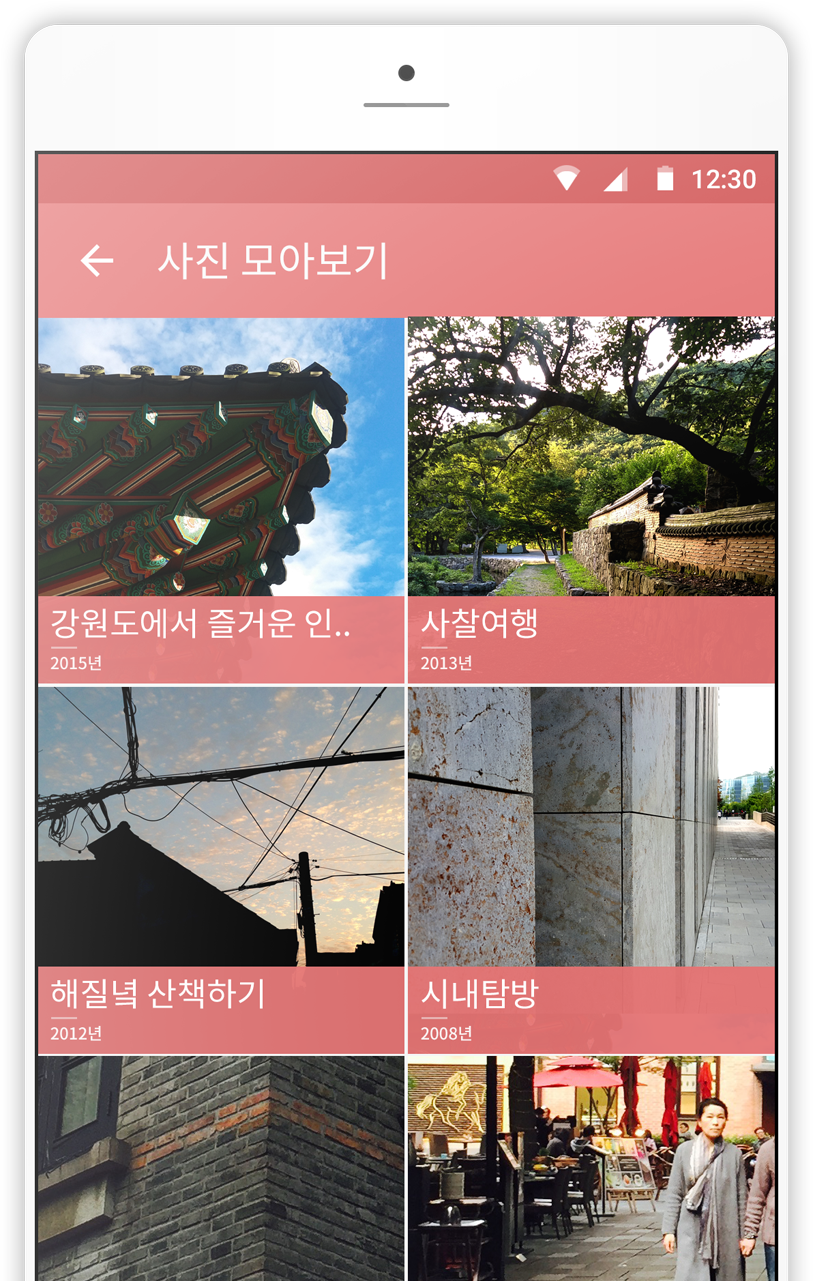 12:30
사진 모아보기
강원도에서 즐거운 인..
2015년
사찰여행
2013년
해질녘 산책하기
2012년
시내탐방
2008년